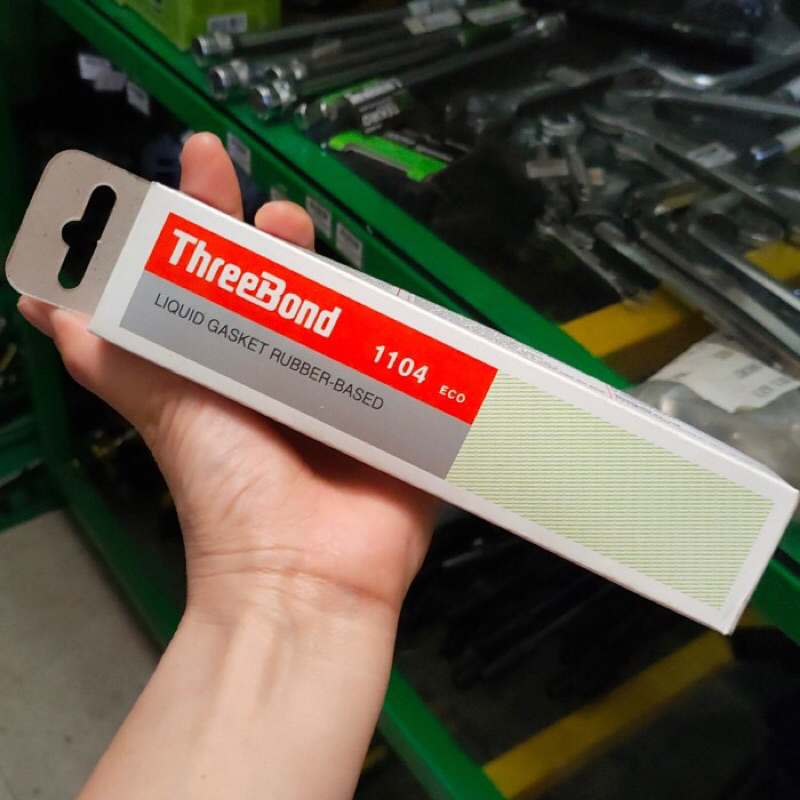 ThreeBond
1104 ECO
LIQUID GASKET RUBBER-BASED